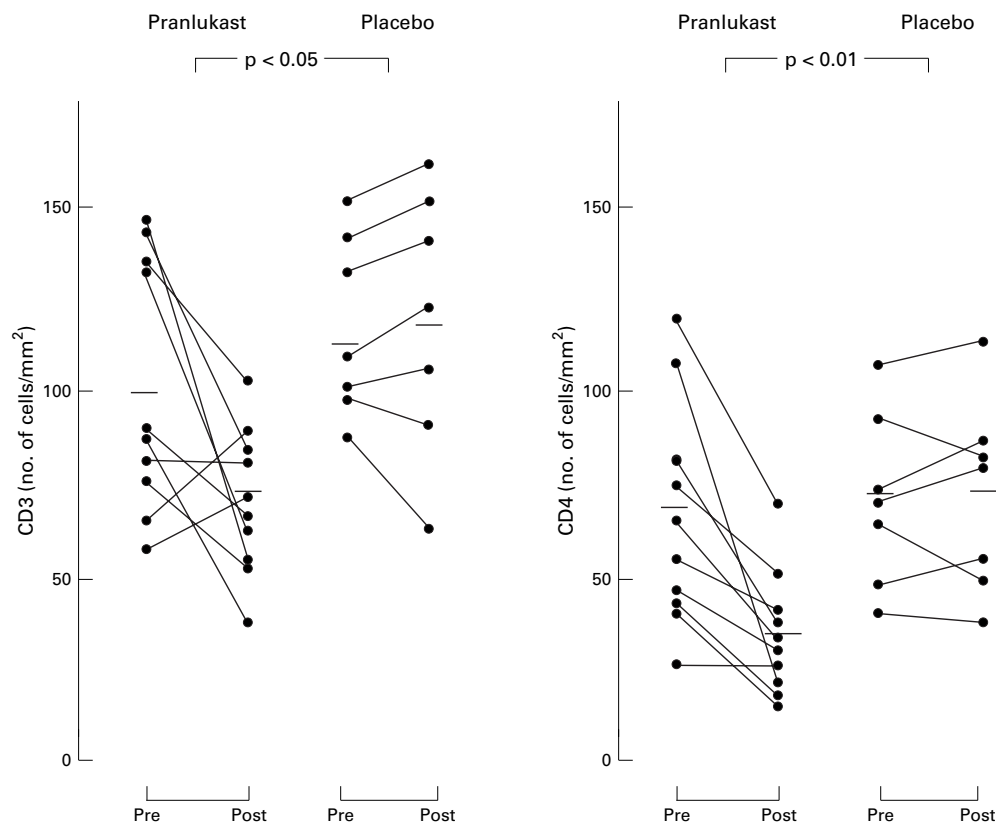 Pranlukast Placebo
p < 0.05
150
100
50
0
CD3 (no. of cells/mm²)
Pre Post Pre Post
Pranlukast Placebo
p < 0.01
150
100
50
0
CD4 (no. of cells/mm²)
Pre Post Pre Post